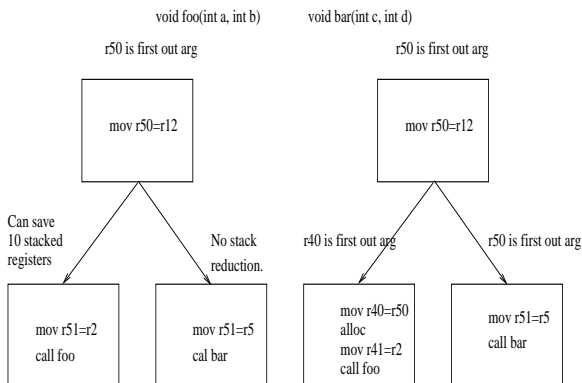 void foo(int a, int b)
void bar(int c, int d)
r50 is first out arg
r50 is first out arg
mov r50=r12
mov r50=r12
Can save
10 stacked
registers
No stack
reduction.
r40 is first out arg
r50 is first out arg
mov r51=r2
call foo
mov r51=r5
cal bar
mov r40=r50
alloc
mov r41=r2
call foo
mov r51=r5
call bar